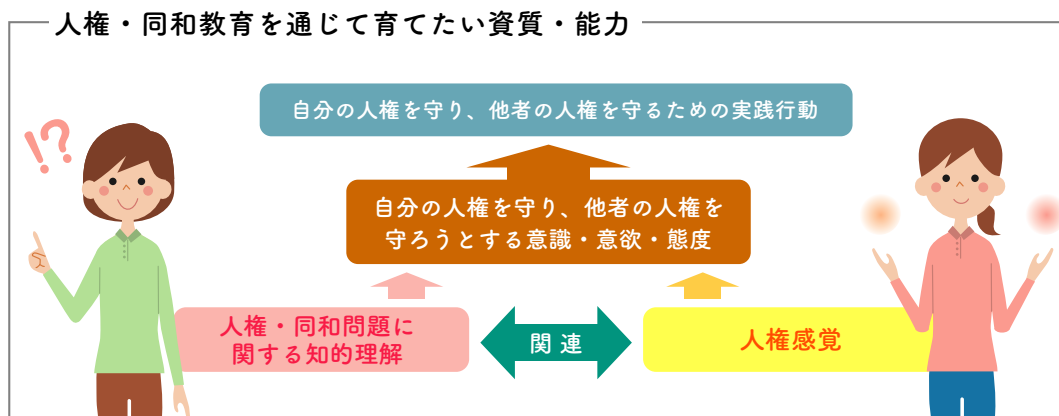 人権・同和教育を通じて育てたい資質・能力
自分の人権を守り、他者の人権を守るための実践行動
!?
自分の人権を守り、他者の人権を
守ろうとする意識・意欲・態度
人権・同和問題に
関する知的理解
関連
人権感覚